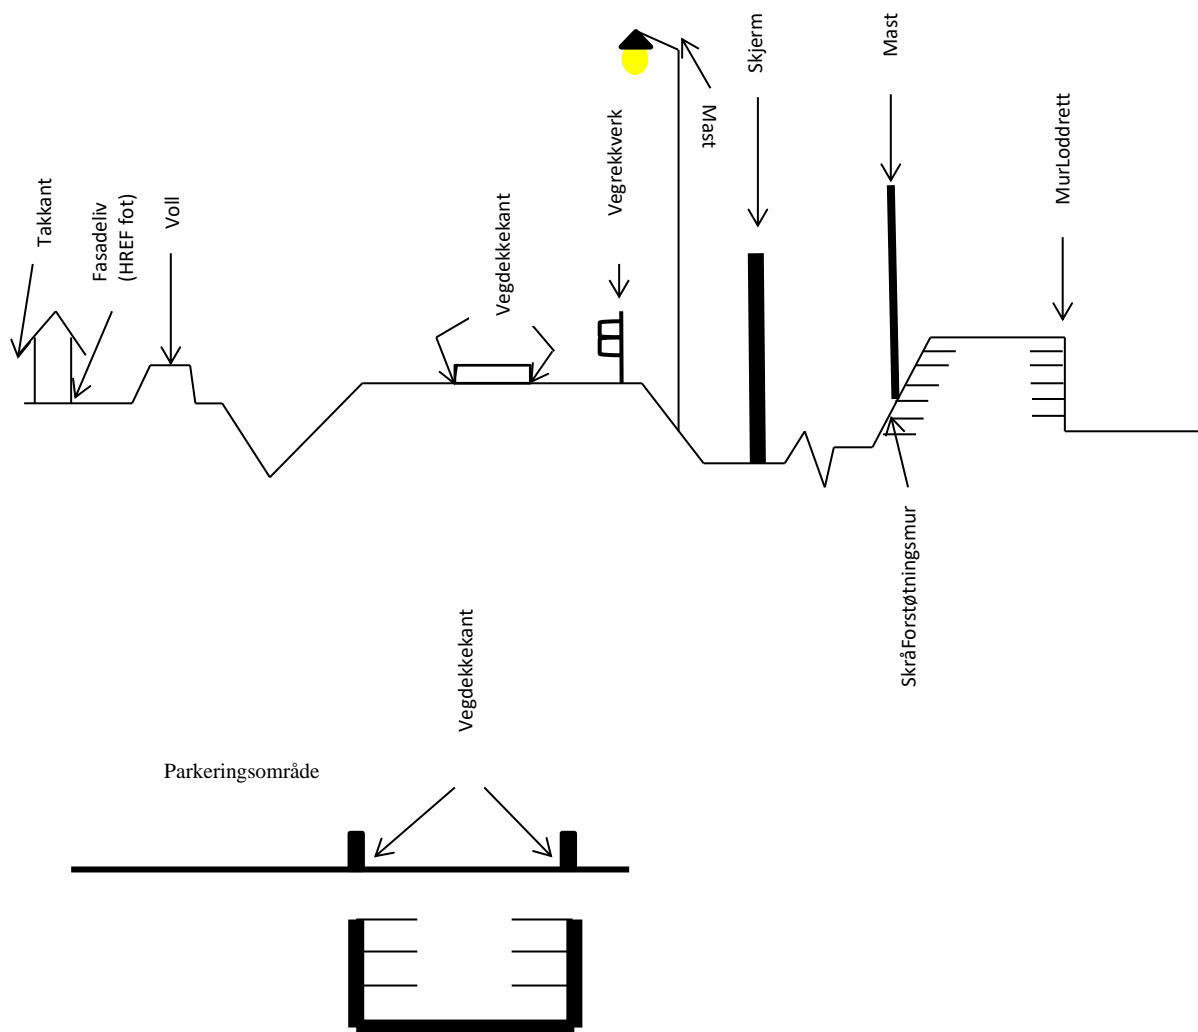 Takkant
Fasadeliv
(HREF fot)
Voll
Vegdekkekant
Vegrekkverk
Mast
Skjerm
Mast
MurLoddrett
SkråForstøtningsmur
Vegdekkekant
Parkeringsområde